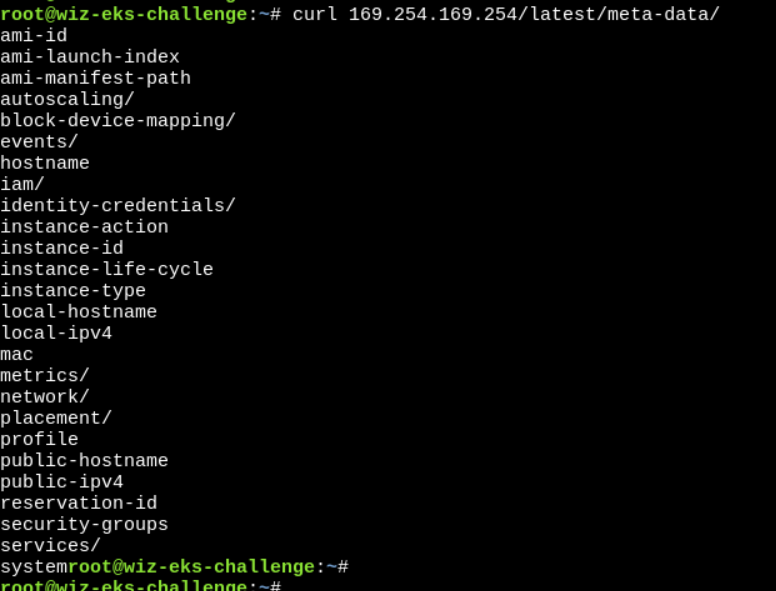 root@wiz-eks-challenge:~# curl 169.254.169.254/latest/meta-data/
ami-id
ami-launch-index
ami-manifest-path
autoscaling/
block-device-mapping/
events/
hostname
iam/
identity-credentials/
instance-action
instance-id
instance-life-cycle
instance-type
local-hostname
local-ipv4
mac
metrics/
network/
placement/
profile
public-hostname
public-ipv4
reservation-id
security-groups
services/
systemroot@wiz-eks-challenge:~#
root@wiz-eks-challenge:~#